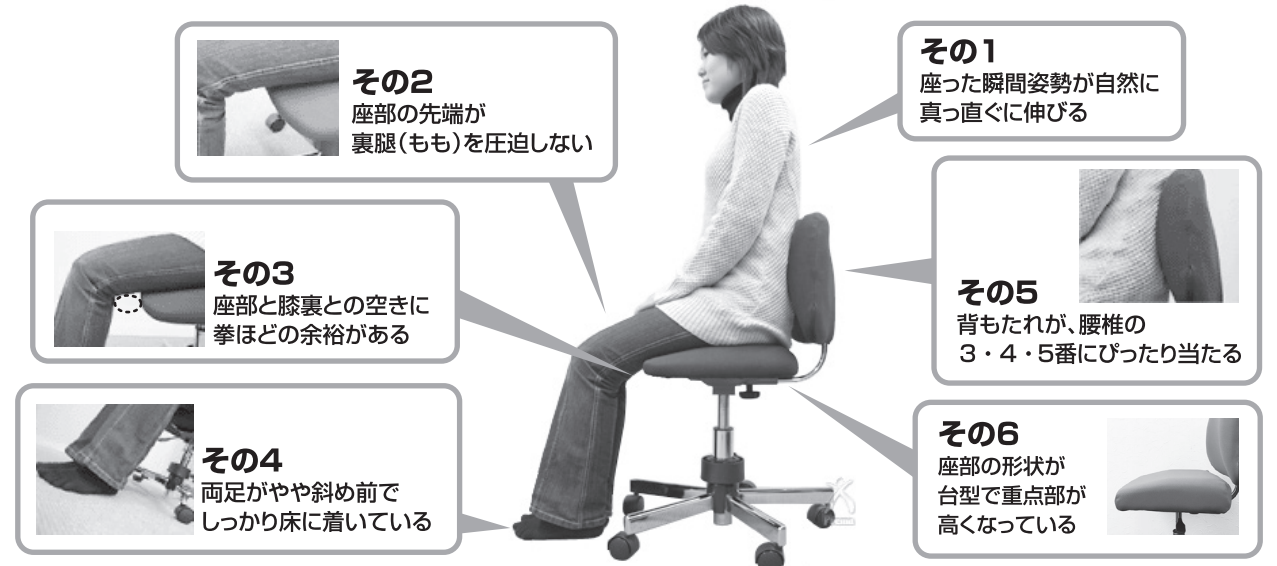 その1
座った瞬間姿勢が自然に
真っ直ぐに伸びる
その2
座部の先端が
裏腿(もも)を圧迫しない
その3
座部と膝裏との空きに
拳ほどの余裕がある
その4
両足がやや斜め前で
しっかり床に着いている
その5
背もたれが、腰椎の
3・4・5番にぴったり当たる
その6
座部の形状が
台型で重点部が
高くなっている